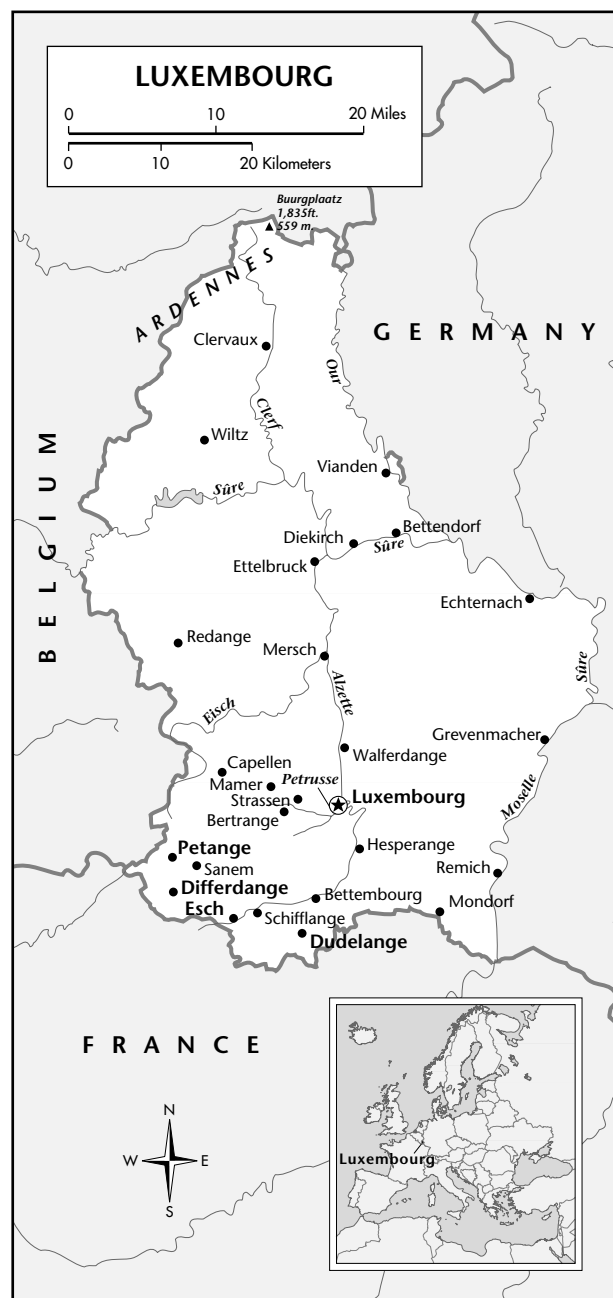 LUXEMBOURG
0 10 20 Miles
0 10 20 Kilometers
Buurgplaatz
1,835ft.
559 m.
ARDENNES
GERMANY
Clervaux
Our
Clerf
Wiltz
BELGIUM
Vianden
Sûre
Bettendorf
Diekirch
Sûre
Ettelbruck
Echternach
Redange
Mersch
Sûre
Alzette
Eisch
Grevenmacher
Walferdange
Capellen
Petrusse
Mamer
Moselle
Strassen
Luxembourg
Bertrange
Hesperange
Petange
Sanem
Remich
Differdange
Bettembourg
Esch
Mondorf
Schifflange
Dudelange
FRANCE
N
W E
S
Luxembourg